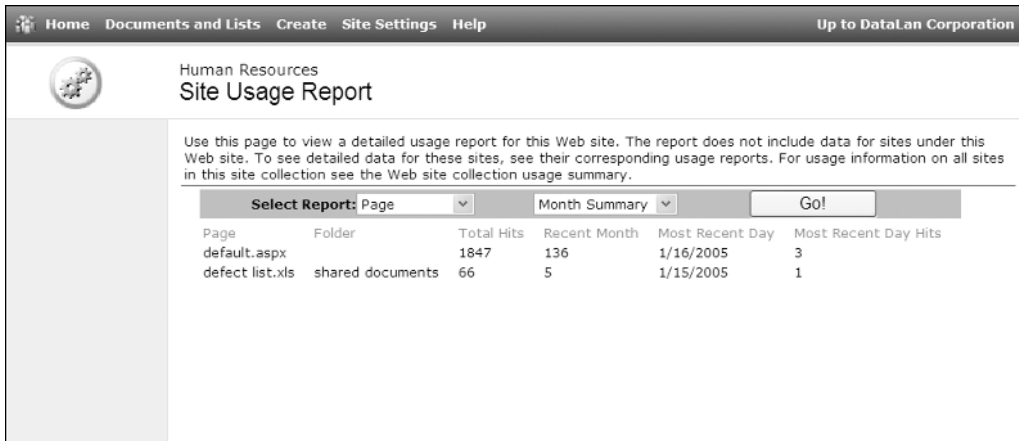 Home Documents and Lists Create Site Settings Help Up to DataLan Corporation
Human Resources
Site Usage Report
Use this page to view a detailed usage report for this Web site. The report does not include data for sites under this
Web site. To see detailed data for these sites, see their corresponding usage reports. For usage information on all sites
in this site collection see the Web site collection usage summary.
Select Report: Page Month Summary Go!
Page Folder Total Hits Recent Month Most Recent Day Most Recent Day Hits
default.aspx 1847 136 1/16/2005 3
defect list.xls shared documents 66 5 1/15/2005 1